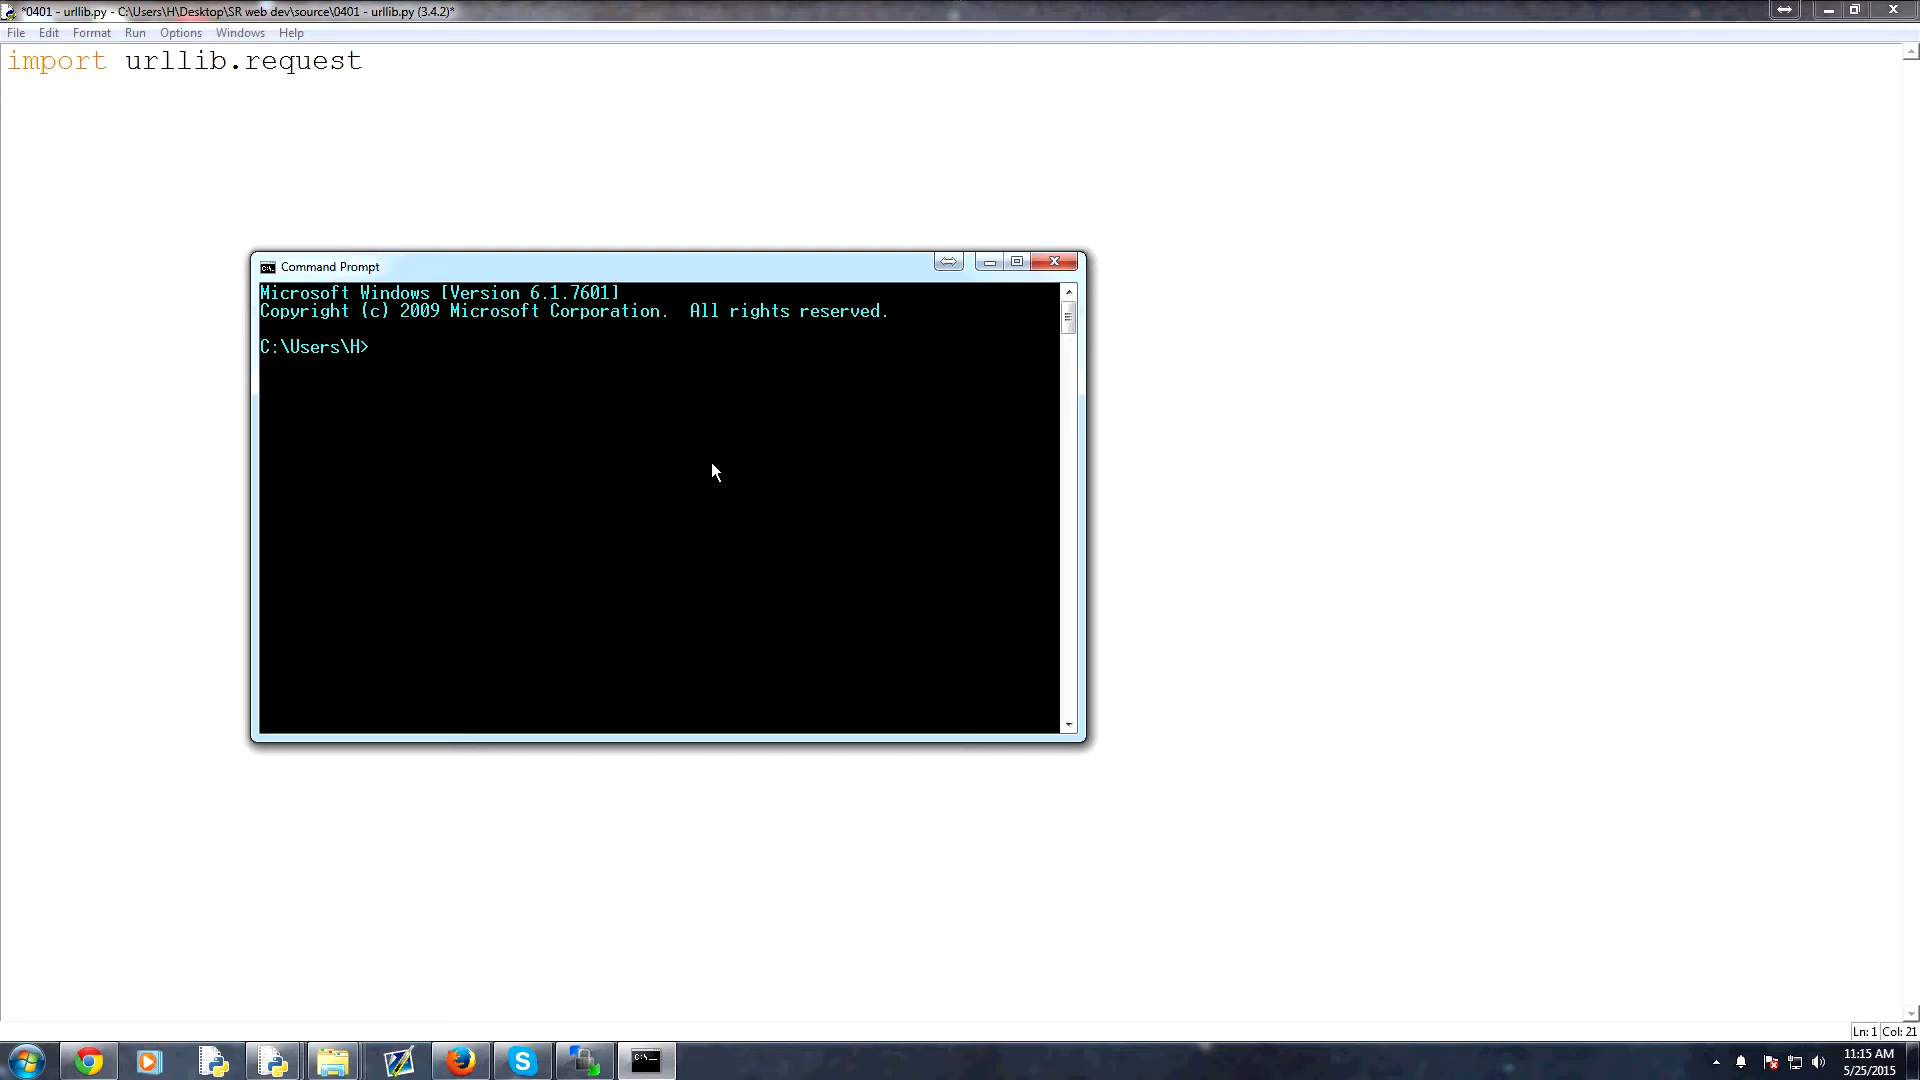 *0401 - urllib.py - C:\Users\H\Desktop\SR web dev\source\0401 - urllib.py (3.4.2)*
File Edit Format Run Options Windows Help
import urllib.request
Command Prompt
Microsoft Windows [Version 6.1.7601]
Copyright (c) 2009 Microsoft Corporation.  All rights reserved.
C:\Users\H>
Ln: 1 Col: 21
11:15 AM
5/25/2015